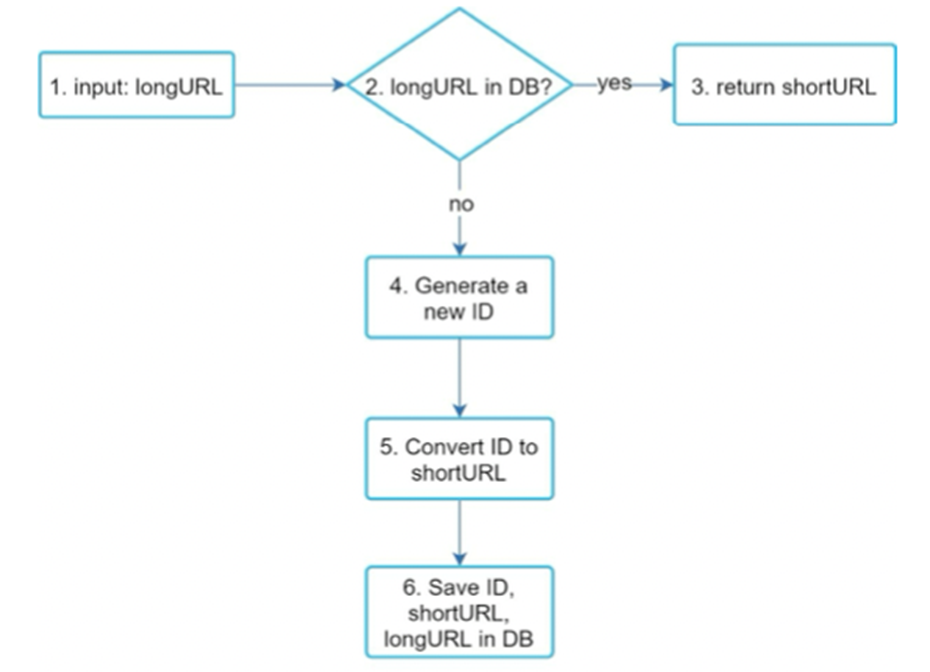 1. input: longURL
2. longURL in DB?
yes
3. return shortURL
no
4. Generate a
new ID
5. Convert ID to
shortURL
6. Save ID,
shortURL,
longURL in DB